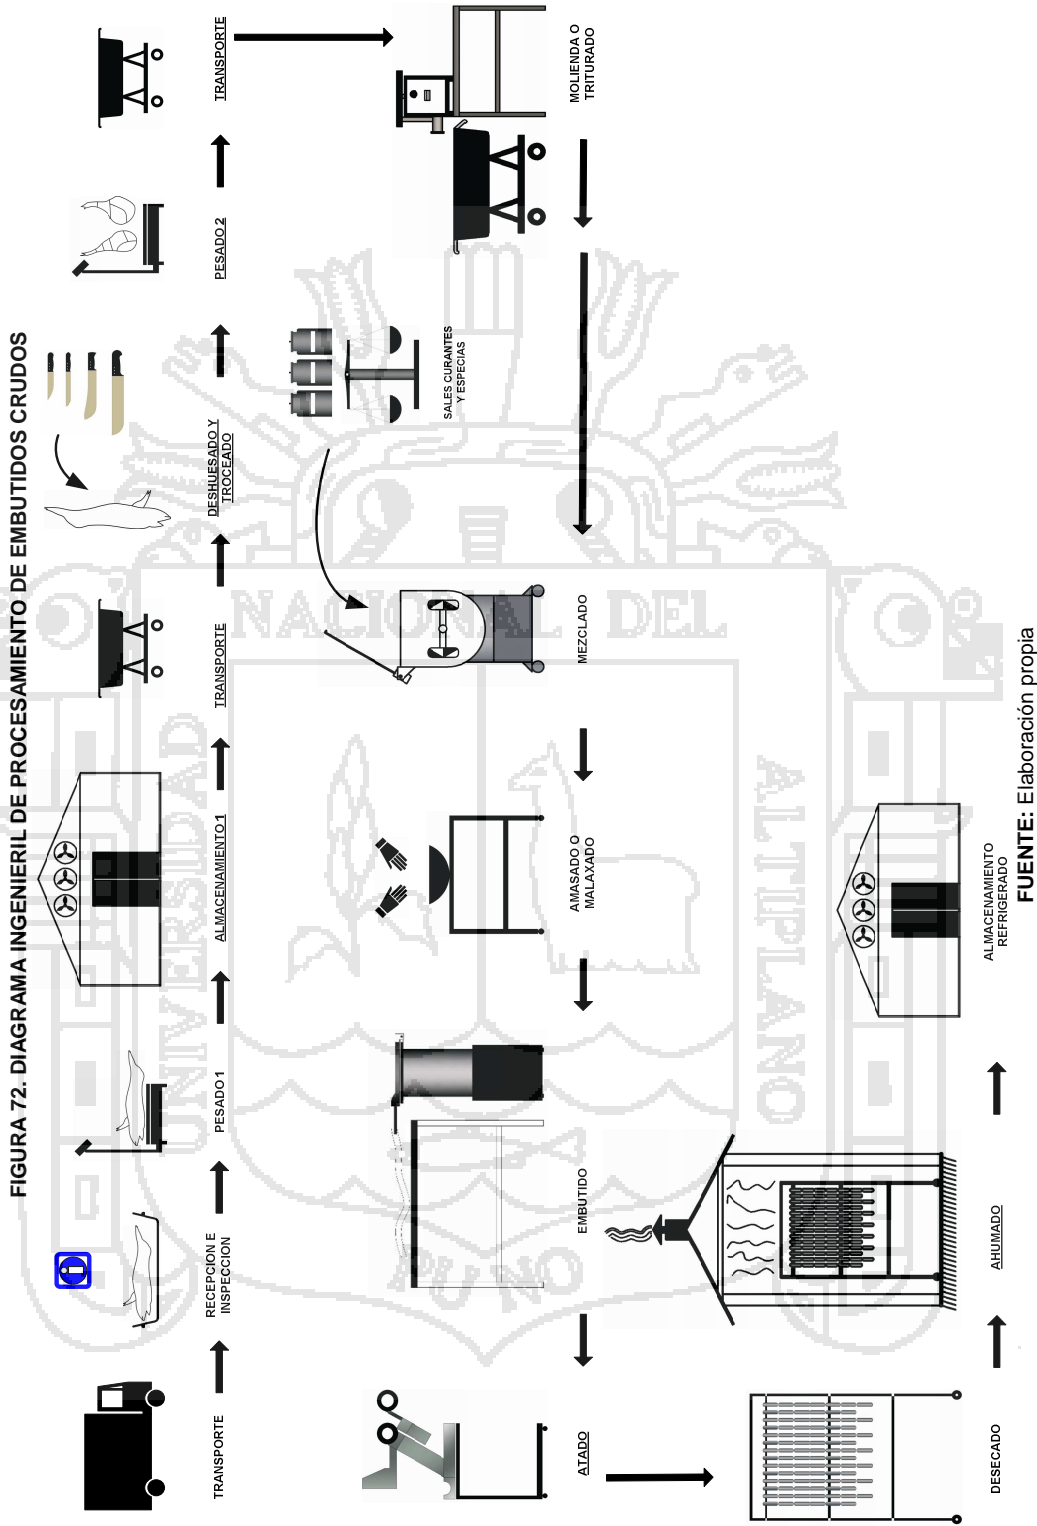 FIGURA 72. DIAGRAMA INGENIERIL DE PROCESAMIENTO DE EMBUTIDOS CRUDOS
TRANSPORTE
RECEPCION E
INSPECCION
PESADO 1
ALMACENAMIENTO 1
TRANSPORTE
DESHUESADO Y
TROCEADO
PESADO 2
TRANSPORTE
MOLIENDA O
TRITURADO
SALES CURANTES
Y ESPECIAS
MEZCLADO
AMASADO O
MALAXADO
EMBUTIDO
ATADO
DESECADO
AHUMADO
ALMACENAMIENTO
REFRIGERADO
FUENTE: Elaboración propia
UNIVERSIDAD
NACIONAL DEL
ALTIPLANO
PUNO